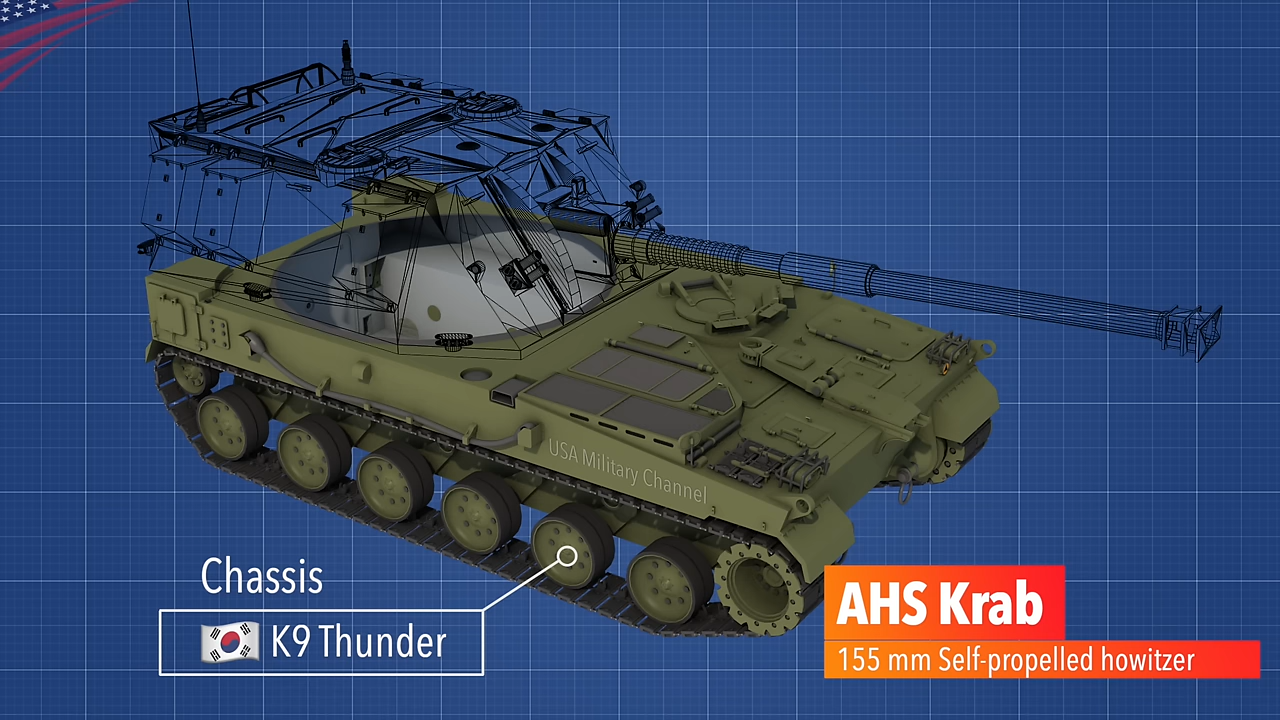 USA Military Channel
Chassis
K9 Thunder
AHS Krab
155 mm Self-propelled howitzer